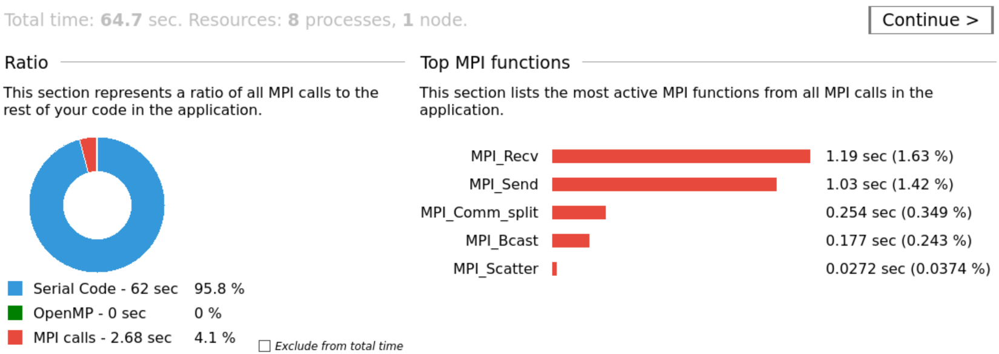 Total time: 64.7 sec. Resources: 8 processes, 1 node.
Continue >
Ratio
This section represents a ratio of all MPI calls to the
rest of your code in the application.
Serial Code - 62 sec 95.8 %
OpenMP - 0 sec 0 %
MPI calls - 2.68 sec 4.1 %
Exclude from total time
Top MPI functions
This section lists the most active MPI functions from all MPI calls in the
application.
MPI_Recv 1.19 sec (1.63 %)
MPI_Send 1.03 sec (1.42 %)
MPI_Comm_split 0.254 sec (0.349 %)
MPI_Bcast 0.177 sec (0.243 %)
MPI_Scatter 0.0272 sec (0.0374 %)